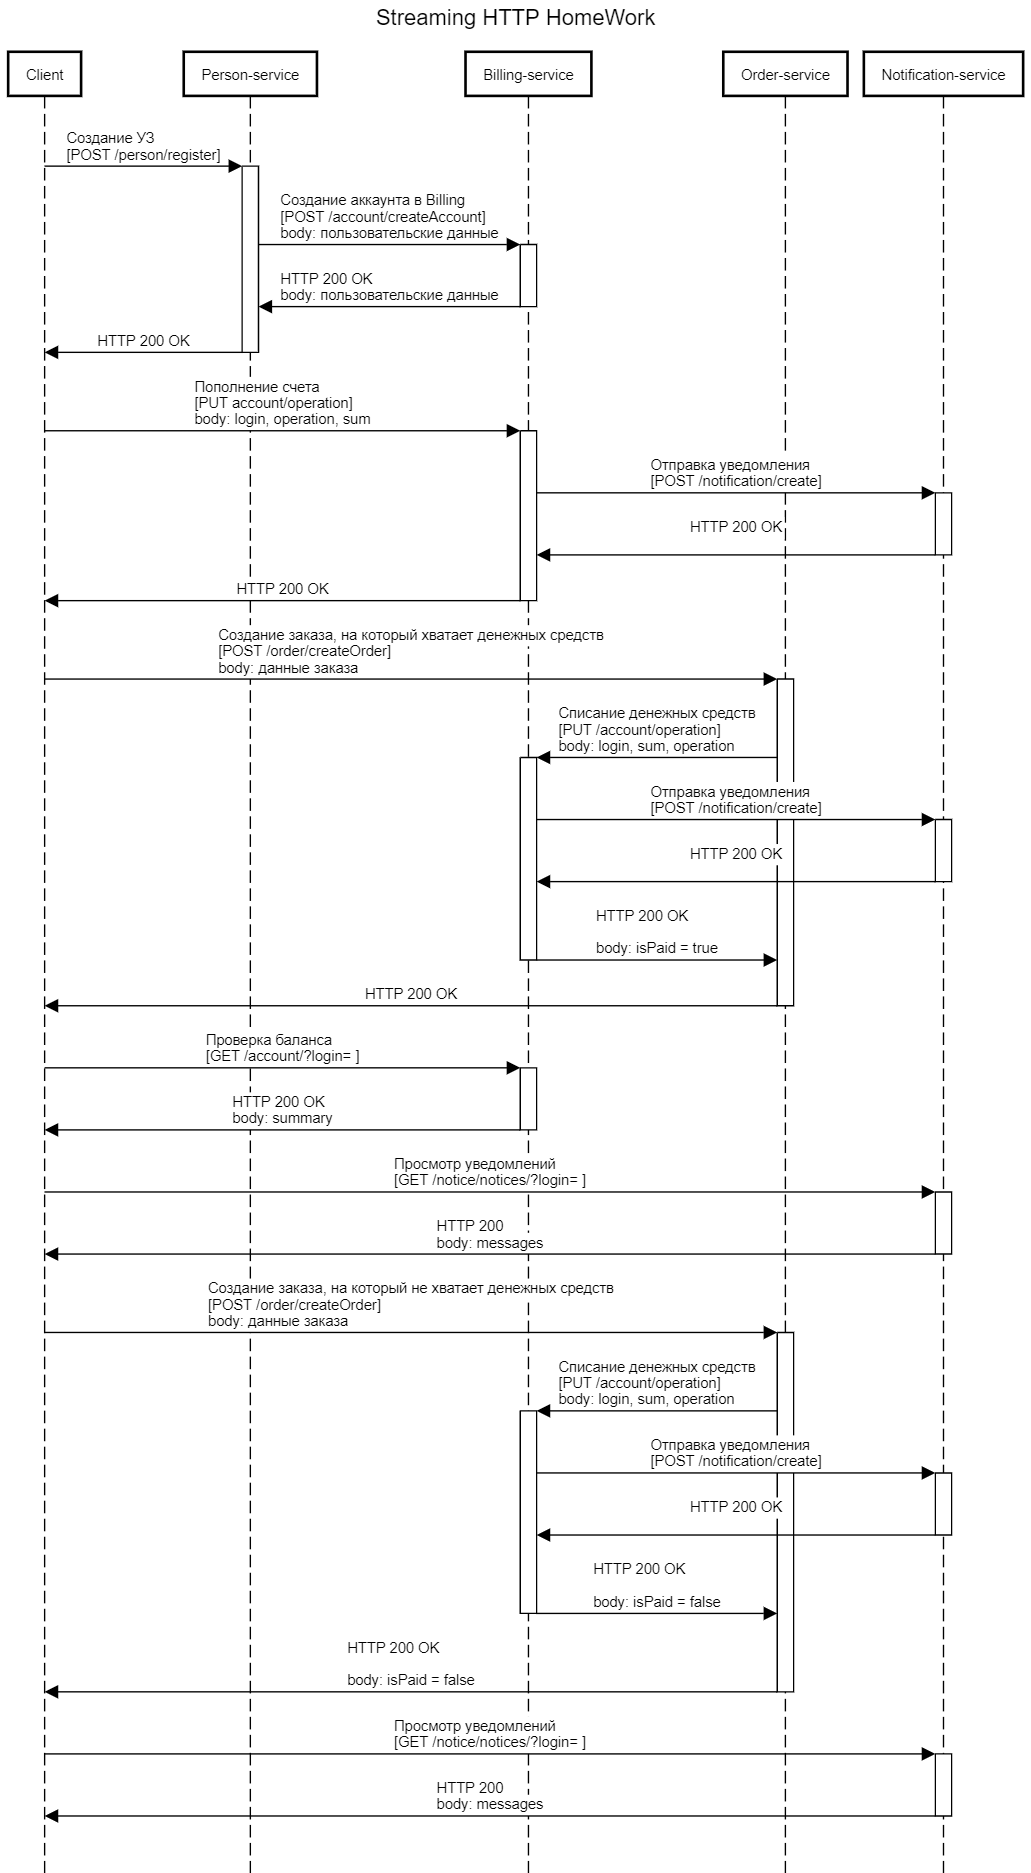 Streaming HTTP HomeWork
Client
Person-service
Billing-service
Order-service
Notification-service
Создание УЗ
[POST /person/register]
Создание аккаунта в Billing
[POST /account/createAccount]
body: пользовательские данные
HTTP 200 OK
body: пользовательские данные
HTTP 200 OK
Пополнение счета
[PUT account/operation]
body: login, operation, sum
Отправка уведомления
[POST /notification/create]
HTTP 200 OK
HTTP 200 OK
Создание заказа, на который хватает денежных средств
[POST /order/createOrder]
body: данные заказа
Списание денежных средств
[PUT /account/operation]
body: login, sum, operation
Отправка уведомления
[POST /notification/create]
HTTP 200 OK
HTTP 200 OK
body: isPaid = true
HTTP 200 OK
Проверка баланса
[GET /account/?login= ]
HTTP 200 OK
body: summary
Просмотр уведомлений
[GET /notice/notices/?login= ]
HTTP 200
body: messages
Создание заказа, на который не хватает денежных средств
[POST /order/createOrder]
body: данные заказа
Списание денежных средств
[PUT /account/operation]
body: login, sum, operation
Отправка уведомления
[POST /notification/create]
HTTP 200 OK
HTTP 200 OK
body: isPaid = false
HTTP 200 OK
body: isPaid = false
Просмотр уведомлений
[GET /notice/notices/?login= ]
HTTP 200
body: messages